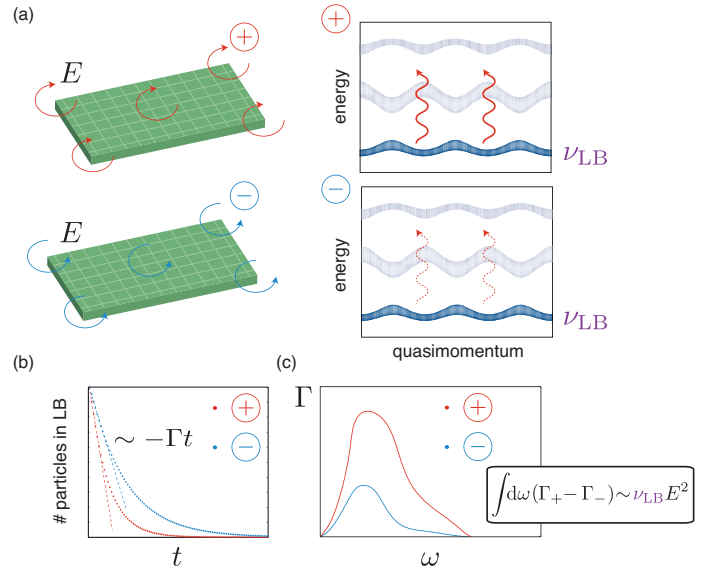 (a)
+
E
energy
ν_LB
−
E
energy
ν_LB
quasimomentum
(b)
# particles in LB
+
−
∼ −Γt
t
(c)
Γ
+
−
ω
∫dω(Γ₊−Γ₋)∼ν_LB E²